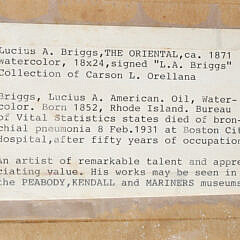 Lucius A. Briggs,THE ORIENTAL,ca. 1871
watercolor, 18x24,signed "L.A. Briggs"
Collection of Carson L. Orellana
Briggs, Lucius A. American. Oil, Water-
color. Born 1852, Rhode Island. Bureau
of Vital Statistics states died of bron-
chial pneumonia 8 Feb.1931 at Boston Cit
Hospital,after fifty years of occupation
An artist of remarkable talent and appre
ciating value. His works may be seen in
the PEABODY,KENDALL and MARINERS museums